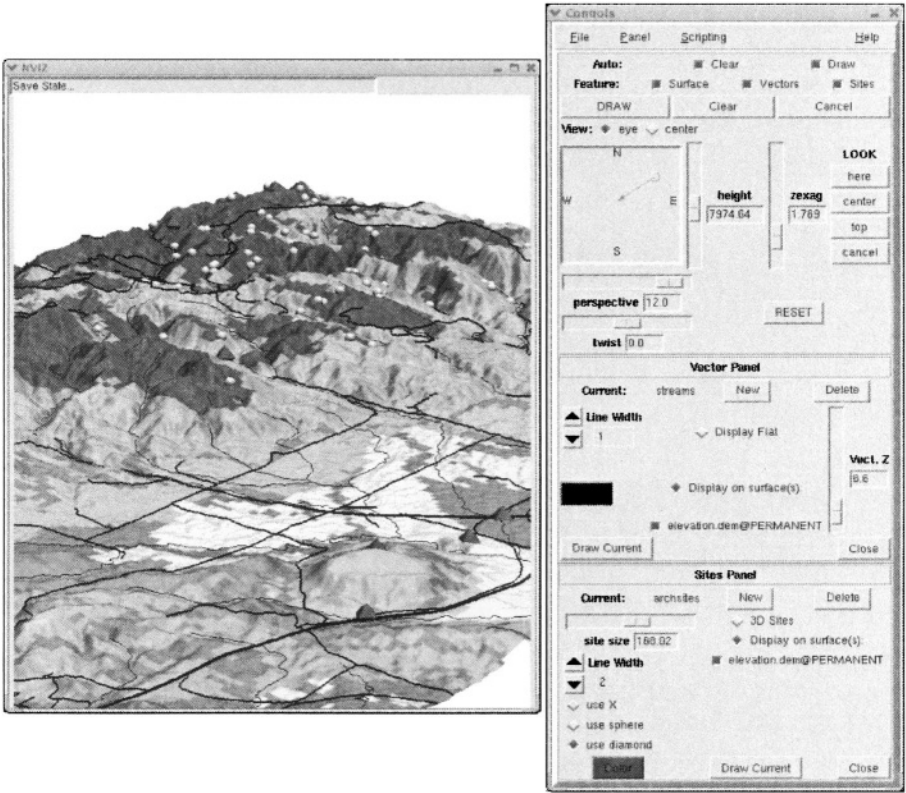 NVIZ
Save State...
Controls
File Panel Scripting Help
Auto: Clear Draw
Feature: Surface Vectors Sites
DRAW Clear Cancel
View: eye center
N
W E
S
height
7974.64
zexag
1.769
LOOK
here
center
top
cancel
perspective 12.0
RESET
twist 0.0
Vector Panel
Current: streams New Delete
Line Width
1
Display Flat
Vect. Z
6.6
Display on surface(s):
elevation.dem@PERMANENT
Draw Current Close
Sites Panel
Current: archsites New Delete
3D Sites
site size 160.02
Display on surface(s):
Line Width
elevation.dem@PERMANENT
2
use X
use sphere
use diamond
Color Draw Current Close